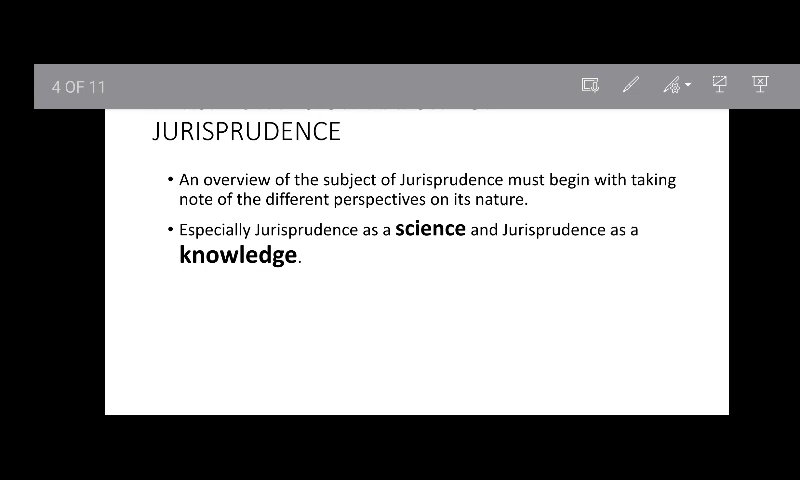 4 OF 11
JURISPRUDENCE
• An overview of the subject of Jurisprudence must begin with taking
note of the different perspectives on its nature.
• Especially Jurisprudence as a science and Jurisprudence as a
knowledge.